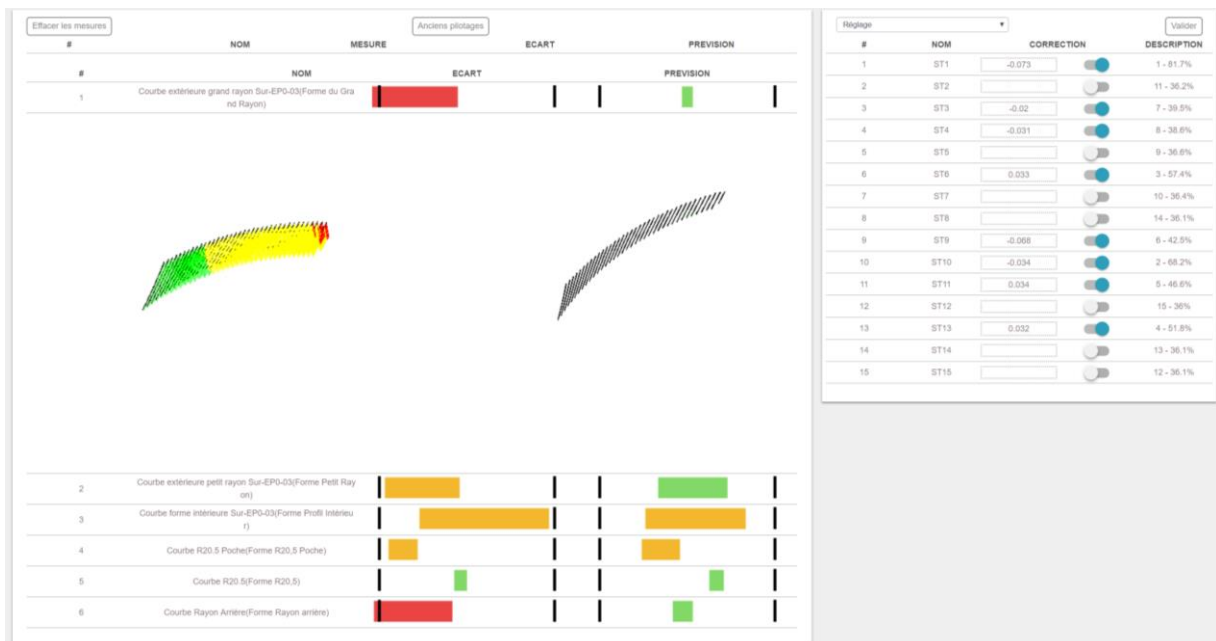 Effacer les mesures Anciens pilotages
# NOM MESURE ECART PREVISION
# NOM ECART PREVISION
1 Courbe extérieure grand rayon Sur-EP0-03(Forme du Gra
nd Rayon)
2 Courbe extérieure petit rayon Sur-EP0-03(Forme Petit Ray
on)
3 Courbe forme intérieure Sur-EP0-03(Forme Profil Intérieu
r)
4 Courbe R20.5 Poche(Forme R20,5 Poche)
5 Courbe R20.5(Forme R20,5)
6 Courbe Rayon Arrière(Forme Rayon arrière)
Réglage Valider
# NOM CORRECTION DESCRIPTION
1 ST1 -0.073 1 - 81.7%
2 ST2 11 - 36.2%
3 ST3 -0.02 7 - 39.5%
4 ST4 -0.031 8 - 38.6%
5 ST5 9 - 36.6%
6 ST6 0.033 3 - 57.4%
7 ST7 10 - 36.4%
8 ST8 14 - 36.1%
9 ST9 -0.068 6 - 42.5%
10 ST10 -0.034 2 - 68.2%
11 ST11 0.034 5 - 46.6%
12 ST12 15 - 36%
13 ST13 0.032 4 - 51.8%
14 ST14 13 - 36.1%
15 ST15 12 - 36.1%